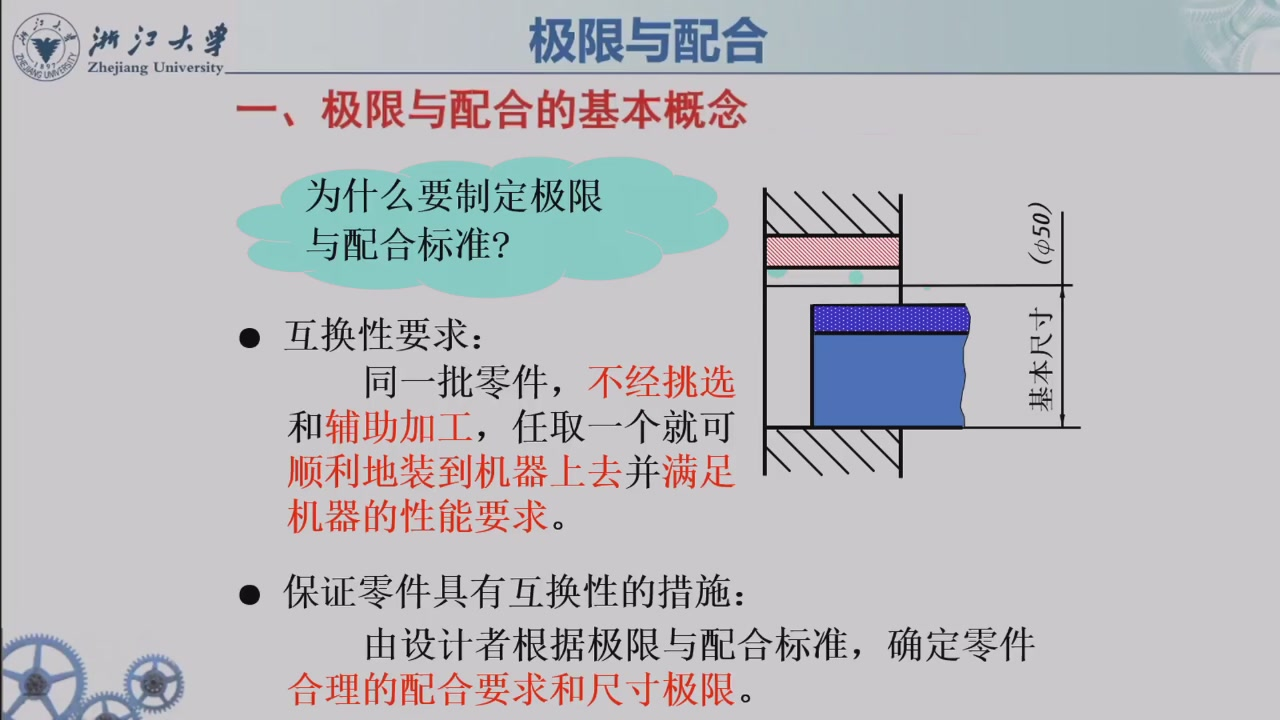 浙江大学
Zhejiang University
极限与配合
一、极限与配合的基本概念
为什么要制定极限
与配合标准?
(ϕ50)
基本尺寸
● 互换性要求：
同一批零件，不经挑选
和辅助加工，任取一个就可
顺利地装到机器上去并满足
机器的性能要求。
● 保证零件具有互换性的措施：
由设计者根据极限与配合标准，确定零件
合理的配合要求和尺寸极限。